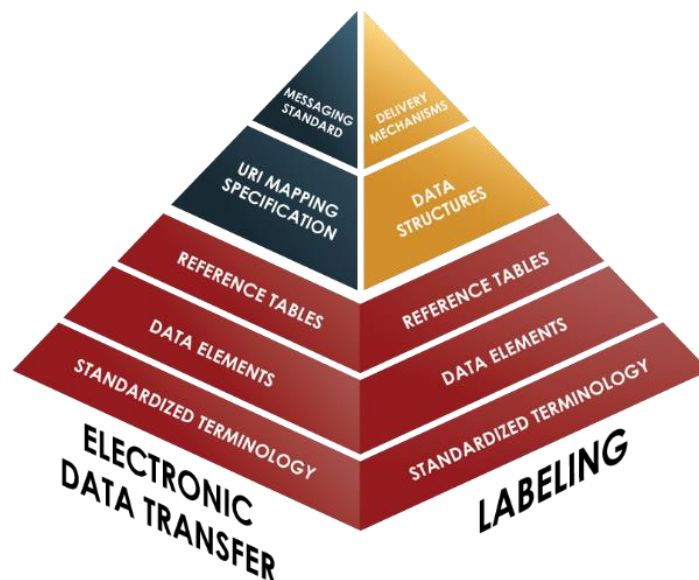 MESSAGING
STANDARD
DELIVERY
MECHANISMS
URI MAPPING
SPECIFICATION
DATA
STRUCTURES
REFERENCE TABLES
REFERENCE TABLES
DATA ELEMENTS
DATA ELEMENTS
STANDARDIZED TERMINOLOGY
STANDARDIZED TERMINOLOGY
ELECTRONIC
DATA TRANSFER
LABELING